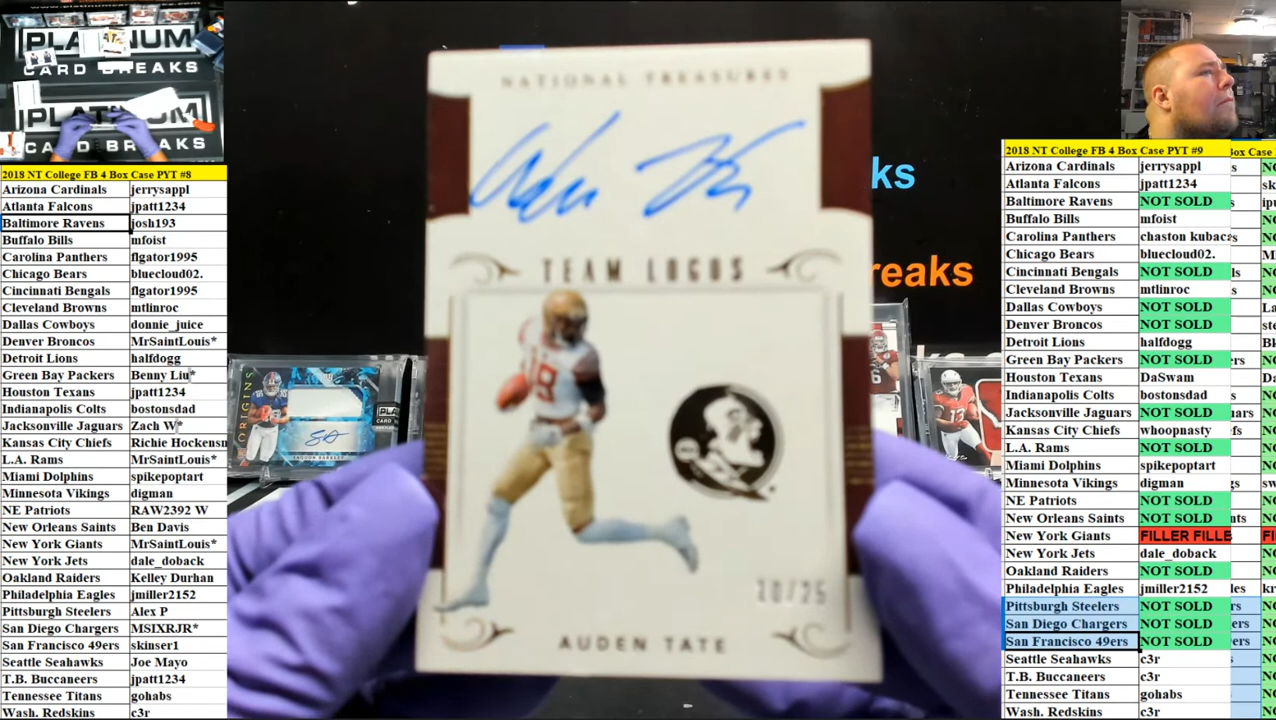 PLATINUM
CARD BREAKS
PLATINUM
CARD BREAKS
2018 NT College FB 4 Box Case PYT #8
Arizona Cardinals jerrysappl
Atlanta Falcons jpatt1234
Baltimore Ravens josh193
Buffalo Bills mfoist
Carolina Panthers flgator1995
Chicago Bears bluecloud02.
Cincinnati Bengals flgator1995
Cleveland Browns mtlinroc
Dallas Cowboys donnie_juice
Denver Broncos MrSaintLouis*
Detroit Lions halfdogg
Green Bay Packers Benny Liu*
Houston Texans jpatt1234
Indianapolis Colts bostonsdad
Jacksonville Jaguars Zach W*
Kansas City Chiefs Richie Hockensn
L.A. Rams MrSaintLouis*
Miami Dolphins spikepoptart
Minnesota Vikings digman
NE Patriots RAW2392 W
New Orleans Saints Ben Davis
New York Giants MrSaintLouis*
New York Jets dale_doback
Oakland Raiders Kelley Durhan
Philadelphia Eagles jmiller2152
Pittsburgh Steelers Alex P
San Diego Chargers MSIXRJR*
San Francisco 49ers skinser1
Seattle Seahawks Joe Mayo
T.B. Buccaneers jpatt1234
Tennessee Titans gohabs
Wash. Redskins c3r
NATIONAL TREASURES
TEAM LOGOS
18
AUDEN TATE
ORIGINS
ks
reaks
13
2018 NT College FB 4 Box Case PYT #9
Arizona Cardinals jerrysappl
Atlanta Falcons jpatt1234
Baltimore Ravens NOT SOLD
Buffalo Bills mfoist
Carolina Panthers chaston kubac
Chicago Bears bluecloud02.
Cincinnati Bengals NOT SOLD
Cleveland Browns mtlinroc
Dallas Cowboys NOT SOLD
Denver Broncos NOT SOLD
Detroit Lions halfdogg
Green Bay Packers NOT SOLD
Houston Texans DaSwam
Indianapolis Colts bostonsdad
Jacksonville Jaguars NOT SOLD
Kansas City Chiefs whoopnasty
L.A. Rams NOT SOLD
Miami Dolphins spikepoptart
Minnesota Vikings digman
NE Patriots NOT SOLD
New Orleans Saints NOT SOLD
New York Giants FILLER FILLE
New York Jets dale_doback
Oakland Raiders NOT SOLD
Philadelphia Eagles jmiller2152
Pittsburgh Steelers NOT SOLD
San Diego Chargers NOT SOLD
San Francisco 49ers NOT SOLD
Seattle Seahawks c3r
T.B. Buccaneers c3r
Tennessee Titans gohabs
Wash. Redskins c3r